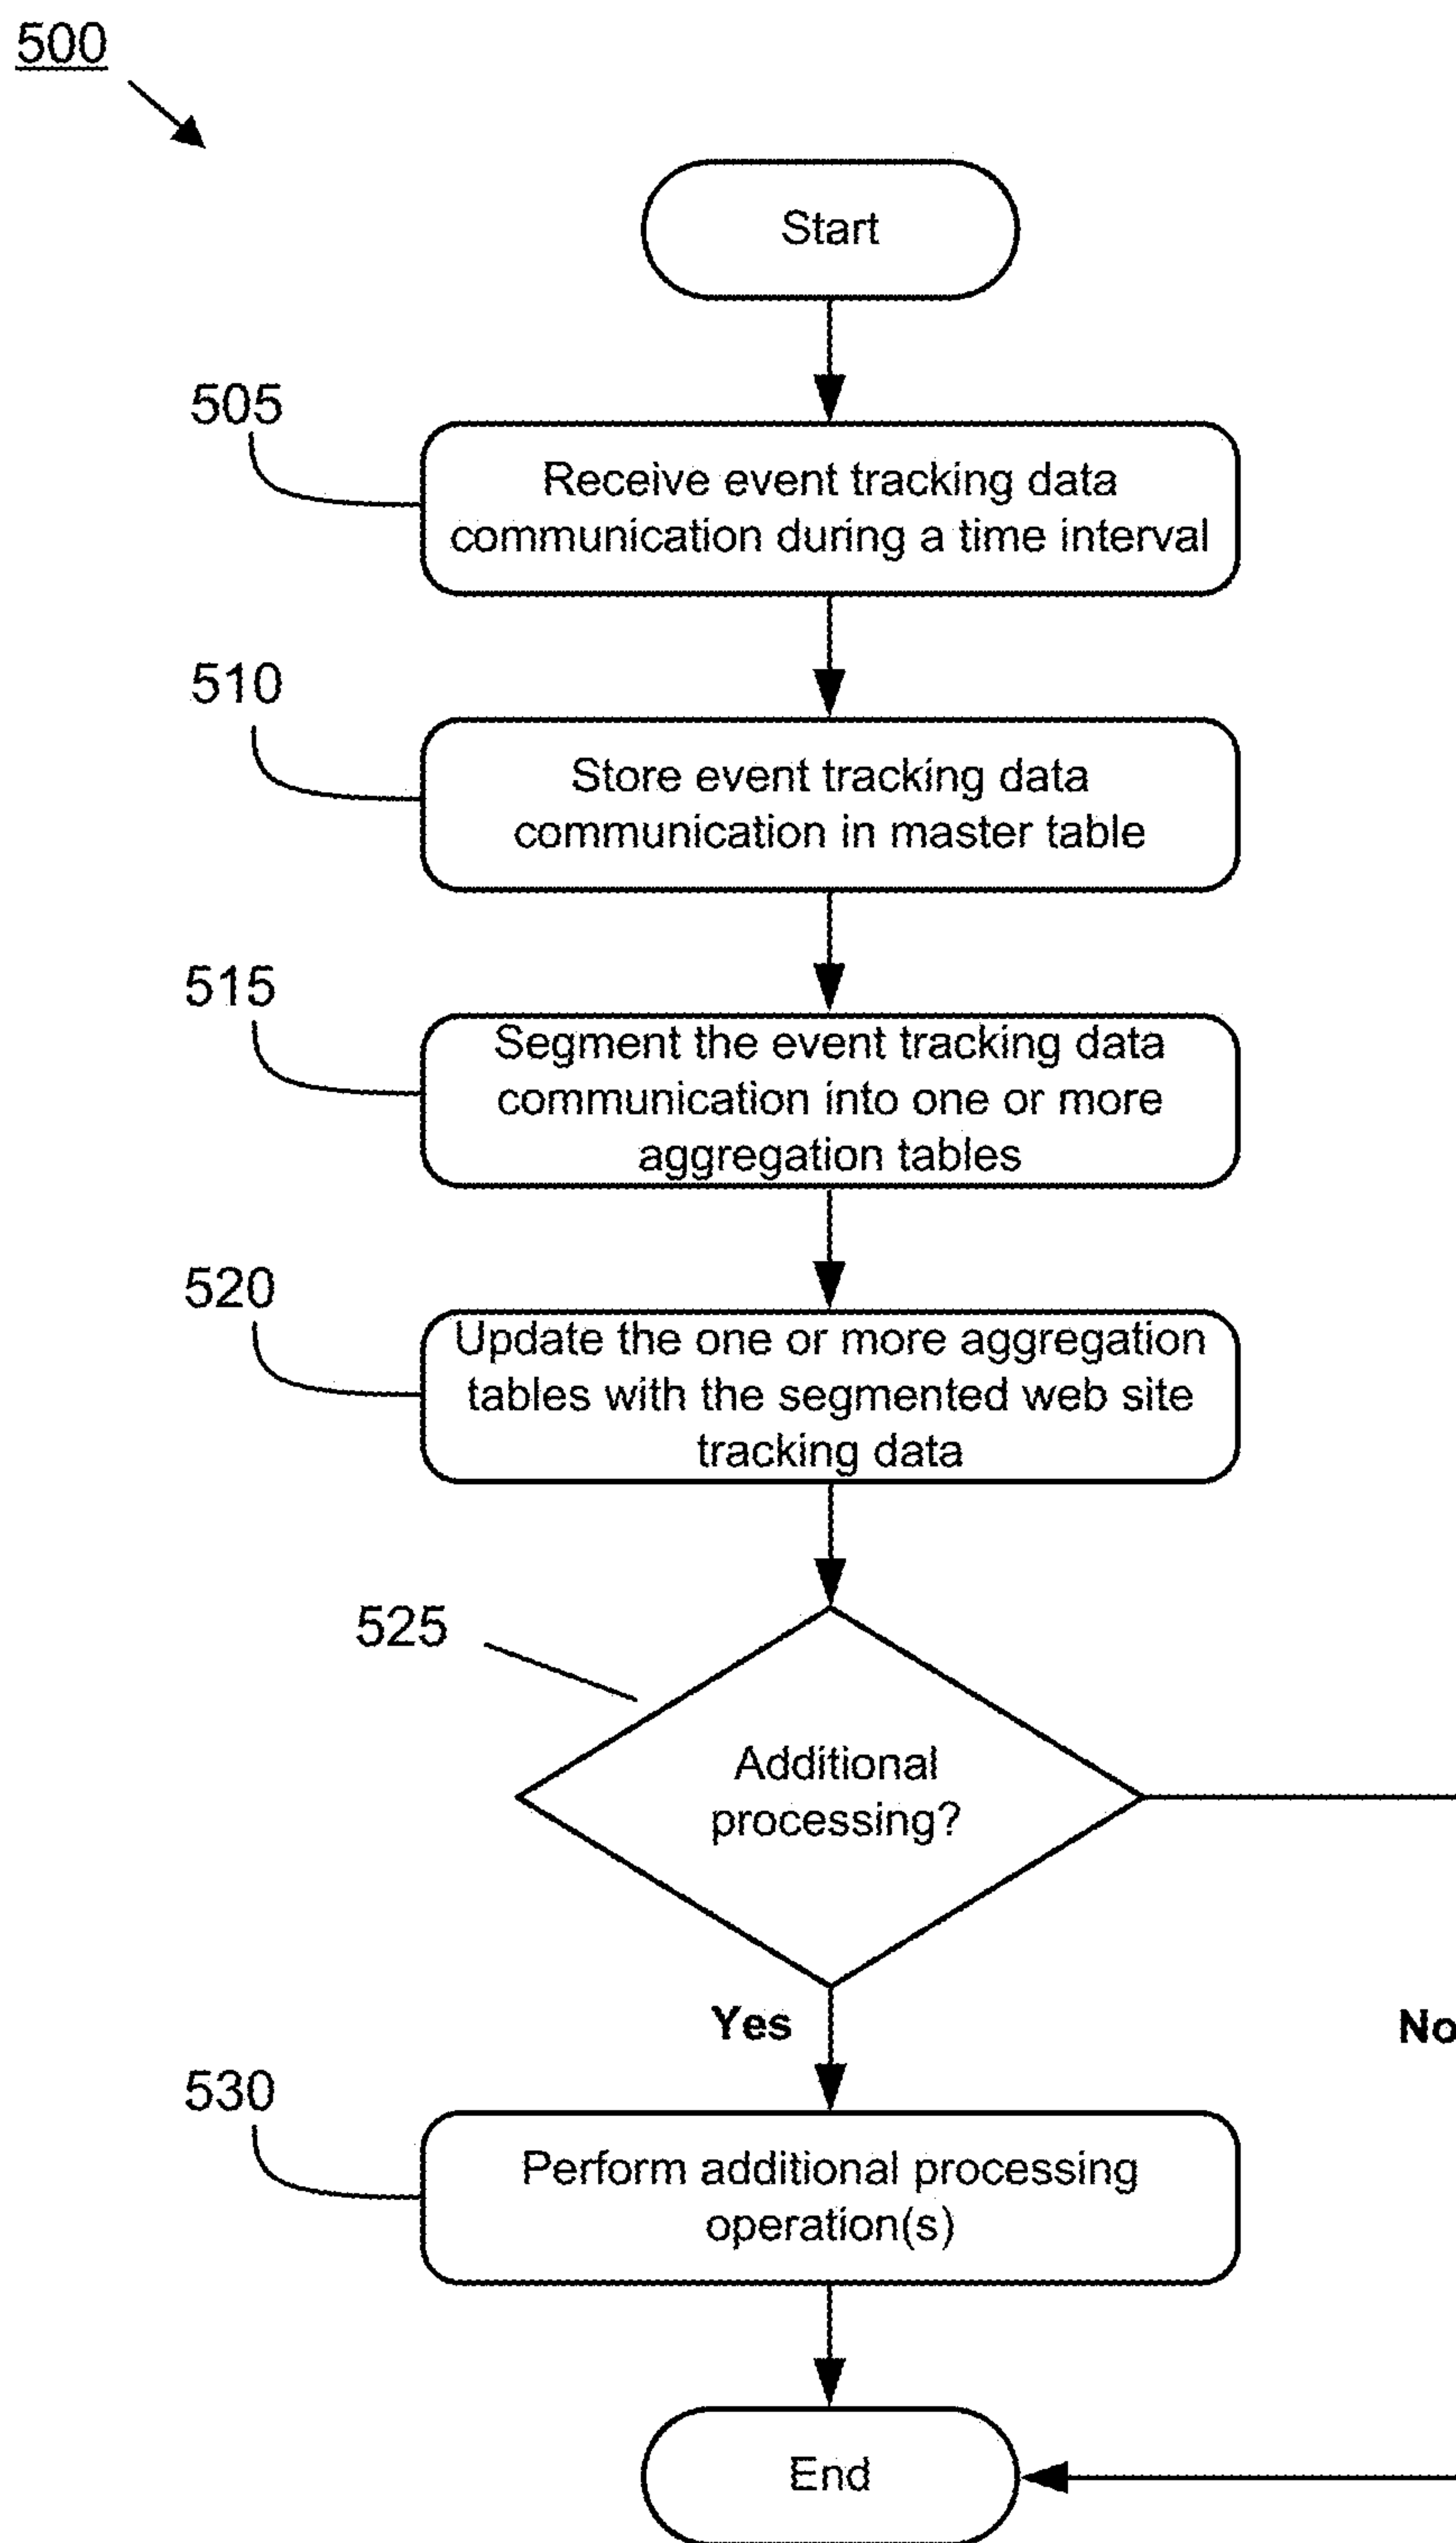 500
Start
505
Receive event tracking data
communication during a time interval
510
Store event tracking data
communication in master table
515
Segment the event tracking data
communication into one or more
aggregation tables
520
Update the one or more aggregation
tables with the segmented web site
tracking data
525
Additional
processing?
Yes
No
530
Perform additional processing
operation(s)
End